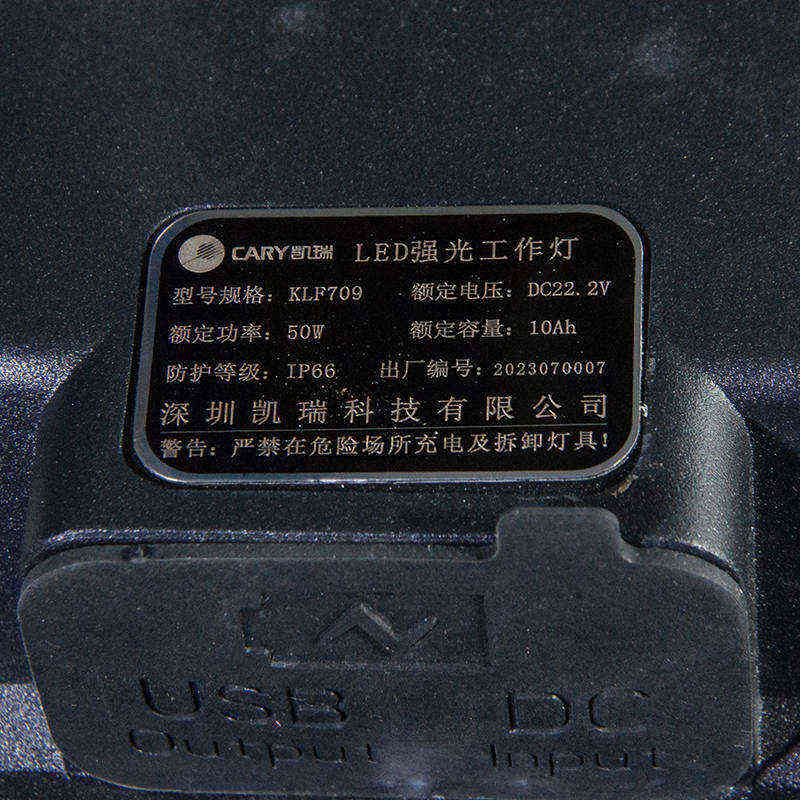 CARY凯瑞 LED强光工作灯
型号规格: KLF709 额定电压: DC22.2V
额定功率: 50W 额定容量: 10Ah
防护等级: IP66 出厂编号: 2023070007
深圳凯瑞科技有限公司
警告: 严禁在危险场所充电及拆卸灯具!
USB DC
Output Input